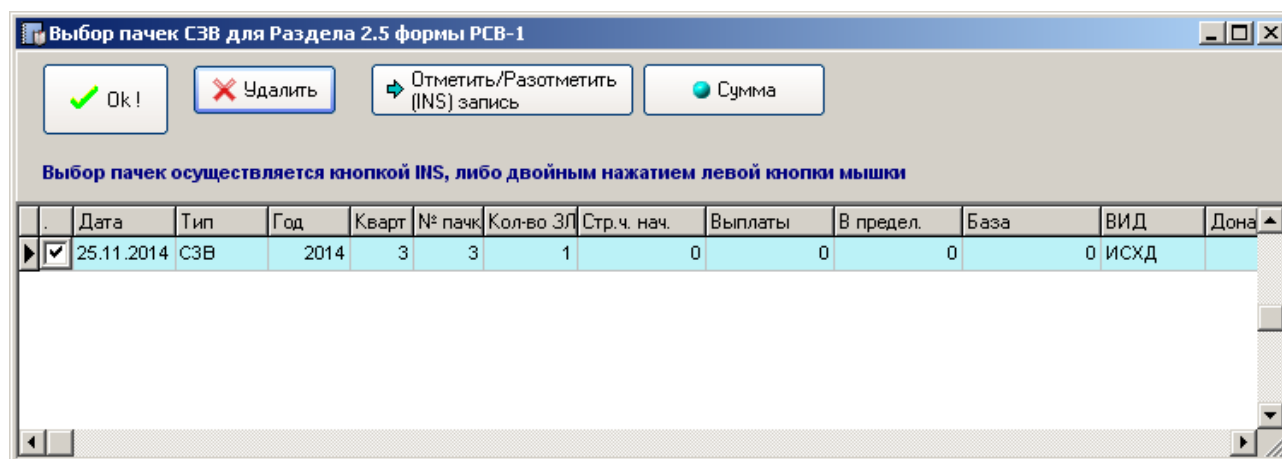 Выбор пачек СЗВ для Раздела 2.5 формы РСВ-1
Ok !
Удалить
Отметить/Разотметить
(INS) запись
Сумма
Выбор пачек осуществляется кнопкой INS, либо двойным нажатием левой кнопки мышки
. Дата Тип Год Кварт № пачк Кол-во ЗЛ Стр.ч. нач. Выплаты В предел. База ВИД Дона
25.11.2014 СЗВ 2014 3 3 1 0 0 0 0 ИСХД